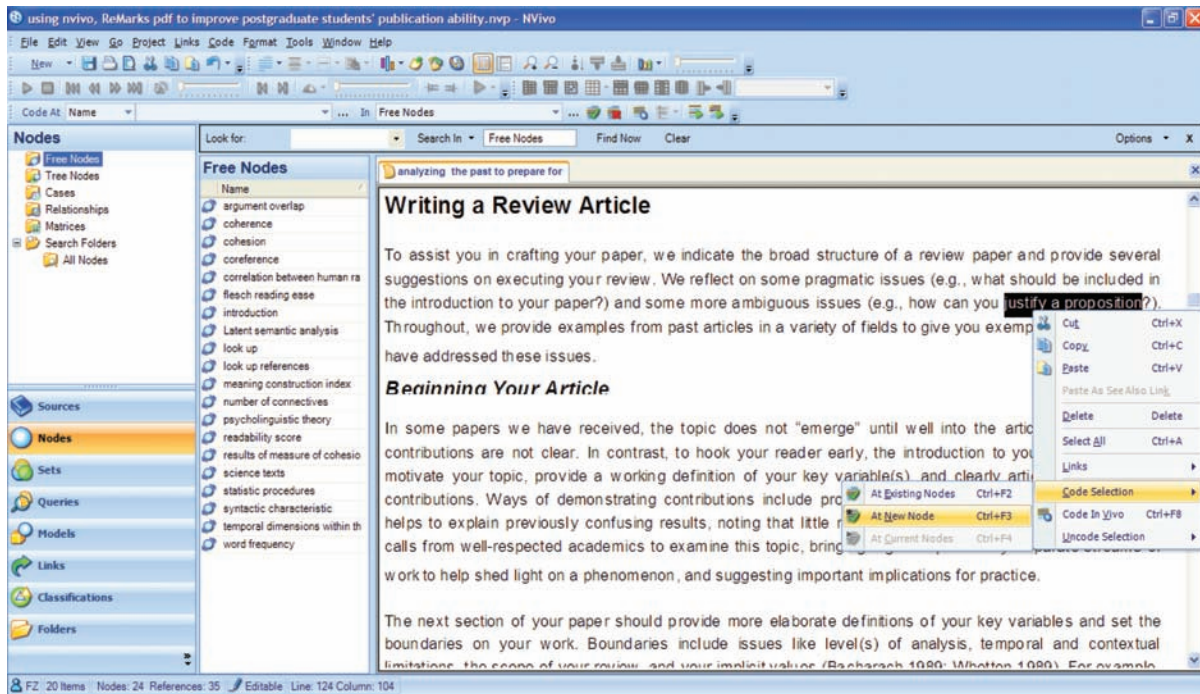 using nvivo, ReMarks pdf to improve postgraduate students' publication ability.nvp - NVivo
File Edit View Go Project Links Code Format Tools Window Help
New
Code At Name ... In Free Nodes ...
Nodes
Free Nodes
Tree Nodes
Cases
Relationships
Matrices
Search Folders
All Nodes
Sources
Nodes
Sets
Queries
Models
Links
Classifications
Folders
Look for: Search In Free Nodes Find Now Clear Options x
Free Nodes
Name
argument overlap
coherence
cohesion
coreference
correlation between human ra
flesch reading ease
introduction
Latent semantic analysis
look up
look up references
meaning construction index
number of connectives
psycholinguistic theory
readability score
results of measure of cohesio
science texts
statistic procedures
syntactic characteristic
temporal dimensions within th
word frequency
analyzing the past to prepare for
Writing a Review Article
To assist you in crafting your paper, we indicate the broad structure of a review paper and provide several
suggestions on executing your review. We reflect on some pragmatic issues (e.g., what should be included in
the introduction to your paper?) and some more ambiguous issues (e.g., how can you justify a proposition?).
Throughout, we provide examples from past articles in a variety of fields to give you exemp
have addressed these issues.
Beginning Your Article
In some papers we have received, the topic does not "emerge" until well into the artic
contributions are not clear. In contrast, to hook your reader early, the introduction to you
motivate your topic, provide a working definition of your key variable(s), and clearly arti
contributions. Ways of demonstrating contributions include pro
helps to explain previously confusing results, noting that little r
calls from well-respected academics to examine this topic, bring
work to help shed light on a phenomenon, and suggesting important implications for practice.
The next section of your paper should provide more elaborate definitions of your key variables and set the
boundaries on your work. Boundaries include issues like level(s) of analysis, temporal and contextual
limitations, the scope of your review, and your implicit values (Bacharach 1989; Whetten 1989). For example,
Cut Ctrl+X
Copy Ctrl+C
Paste Ctrl+V
Paste As See Also Link
Delete Delete
Select All Ctrl+A
Links
Code Selection
Code In Vivo Ctrl+F8
Uncode Selection
At Existing Nodes Ctrl+F2
At New Node Ctrl+F3
At Current Nodes Ctrl+F4
FZ 20 Items Nodes: 24 References: 35 Editable Line: 124 Column: 104